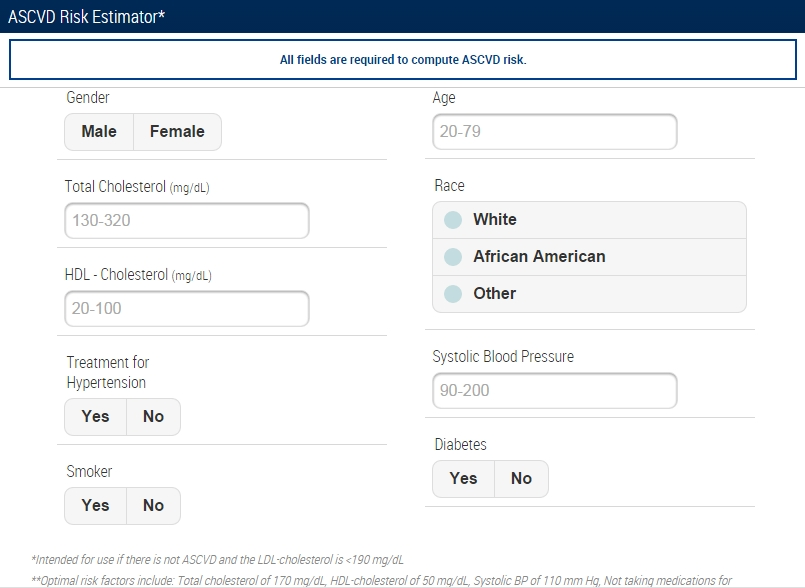 ASCVD Risk Estimator*
All fields are required to compute ASCVD risk.
Gender
Male Female
Age
20-79
Total Cholesterol (mg/dL)
130-320
Race
White
African American
Other
HDL - Cholesterol (mg/dL)
20-100
Treatment for
Hypertension
Yes No
Systolic Blood Pressure
90-200
Smoker
Yes No
Diabetes
Yes No
*Intended for use if there is not ASCVD and the LDL-cholesterol is <190 mg/dL
**Optimal risk factors include: Total cholesterol of 170 mg/dL, HDL-cholesterol of 50 mg/dL, Systolic BP of 110 mm Hg, Not taking medications for